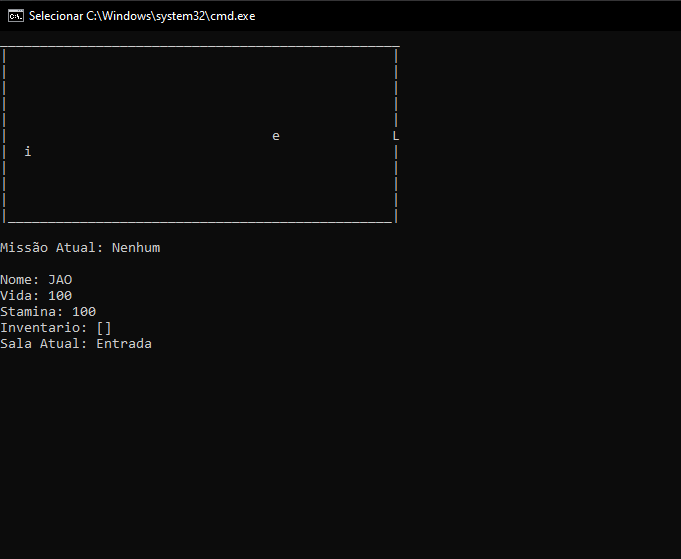 Selecionar C:\Windows\system32\cmd.exe
e L
i
Missão Atual: Nenhum
Nome: JAO
Vida: 100
Stamina: 100
Inventario: []
Sala Atual: Entrada